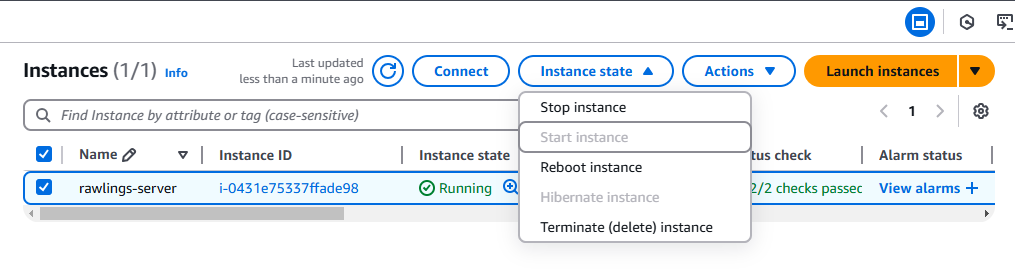 Instances (1/1) Info
Last updated
less than a minute ago
Connect
Instance state
Actions
Launch instances
Find Instance by attribute or tag (case-sensitive)
1
Stop instance
Start instance
Reboot instance
Hibernate instance
Terminate (delete) instance
Name Instance ID Instance state tus check Alarm status
rawlings-server i-0431e75337ffade98 Running 2/2 checks passec View alarms +